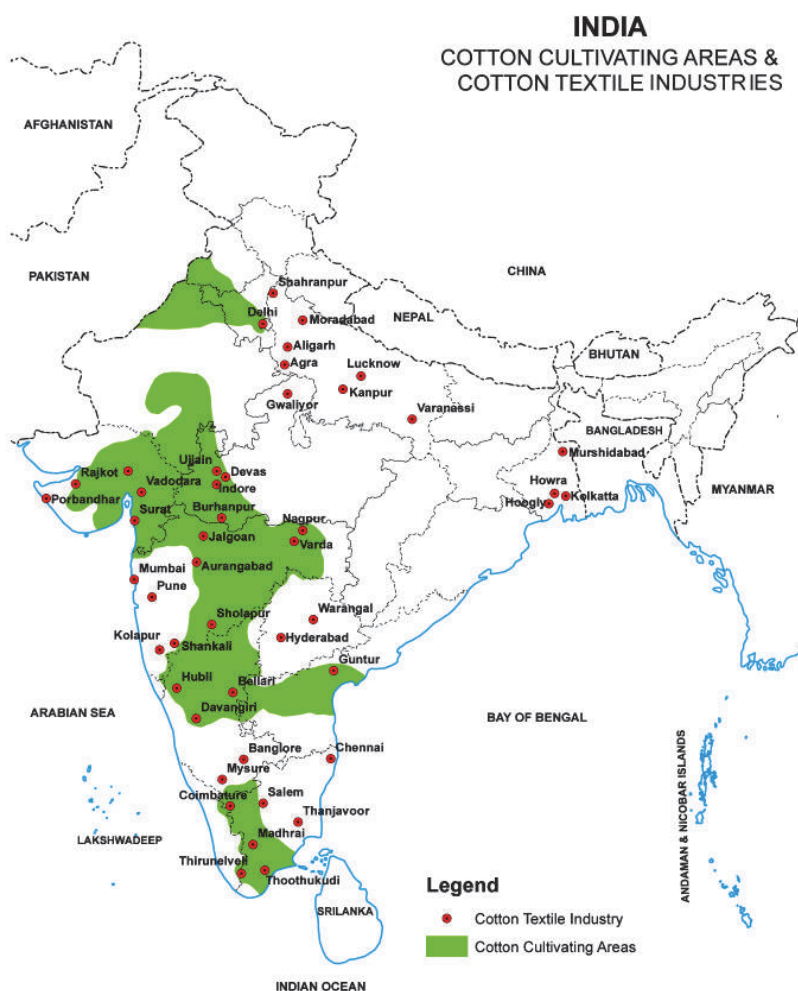 INDIA
COTTON CULTIVATING AREAS &
COTTON TEXTILE INDUSTRIES
AFGHANISTAN
PAKISTAN
CHINA
Shahranpur
Delhi
Moradabad
NEPAL
Aligarh
Agra
Lucknow
BHUTAN
Kanpur
Gwaliyor
Varanassi
BANGLADESH
Murshidabad
Ujjain
Rajkot
Devas
Vadodara
Indore
MYANMAR
Porbandhar
Howra
Kolkatta
Hoogly
Burhanpur
Surat
Nagpur
Jalgoan
Varda
Aurangabad
Mumbai
Pune
Sholapur
Warangal
Kolapur
Hyderabad
Shankali
Guntur
Hubli
Bellari
ARABIAN SEA
Davangiri
BAY OF BENGAL
Banglore
Chennai
Mysure
Coimbature
Salem
Thanjavoor
LAKSHWADEEP
Madhrai
ANDAMAN & NICOBAR ISLANDS
Thirunelveli
Thoothukudi
SRILANKA
INDIAN OCEAN
Legend
Cotton Textile Industry
Cotton Cultivating Areas